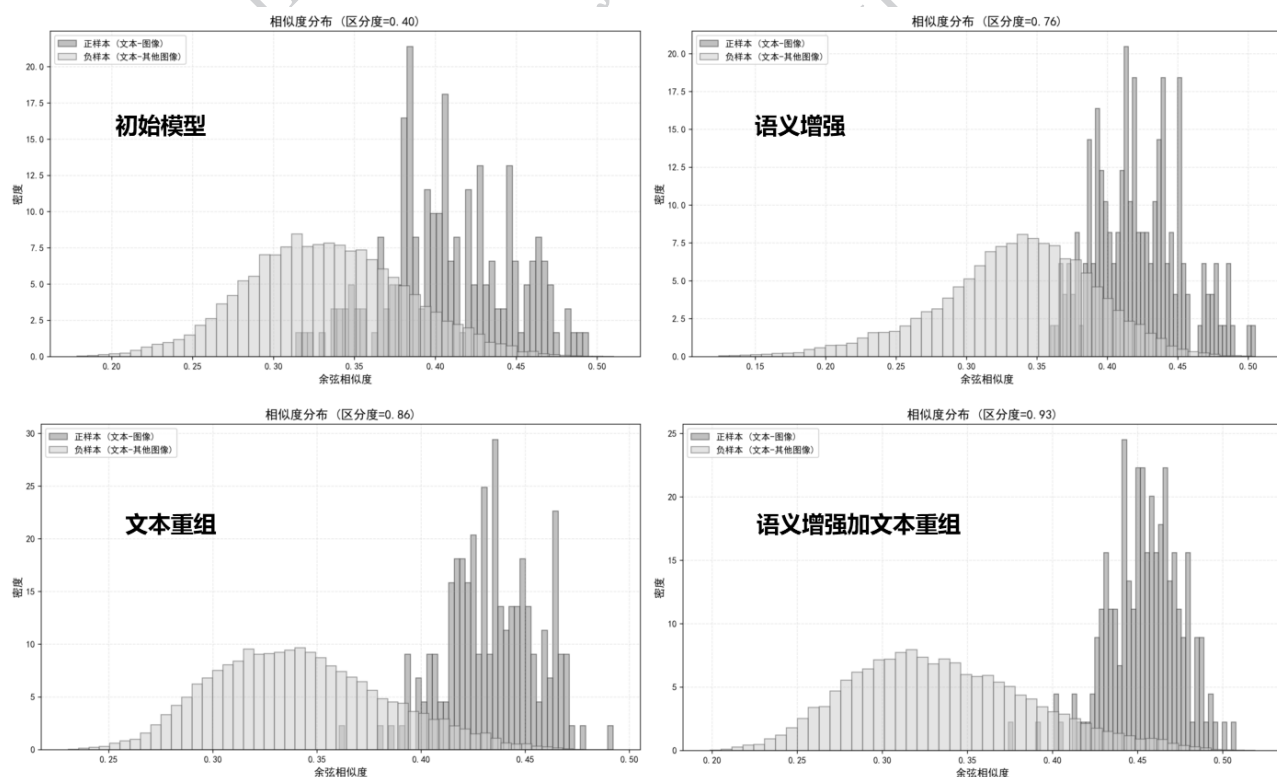 相似度分布 (区分度=0.40)
正样本 (文本-图像)
负样本 (文本-其他图像)
初始模型
密度
20.0
17.5
15.0
12.5
10.0
7.5
5.0
2.5
0.0
0.20 0.25 0.30 0.35 0.40 0.45 0.50
余弦相似度
相似度分布 (区分度=0.76)
正样本 (文本-图像)
负样本 (文本-其他图像)
语义增强
密度
20.0
17.5
15.0
12.5
10.0
7.5
5.0
2.5
0.0
0.15 0.20 0.25 0.30 0.35 0.40 0.45 0.50
余弦相似度
相似度分布 (区分度=0.86)
正样本 (文本-图像)
负样本 (文本-其他图像)
文本重组
密度
30
25
20
15
10
5
0
0.25 0.30 0.35 0.40 0.45 0.50
余弦相似度
相似度分布 (区分度=0.93)
正样本 (文本-图像)
负样本 (文本-其他图像)
语义增强加文本重组
密度
25
20
15
10
5
0
0.20 0.25 0.30 0.35 0.40 0.45 0.50
余弦相似度